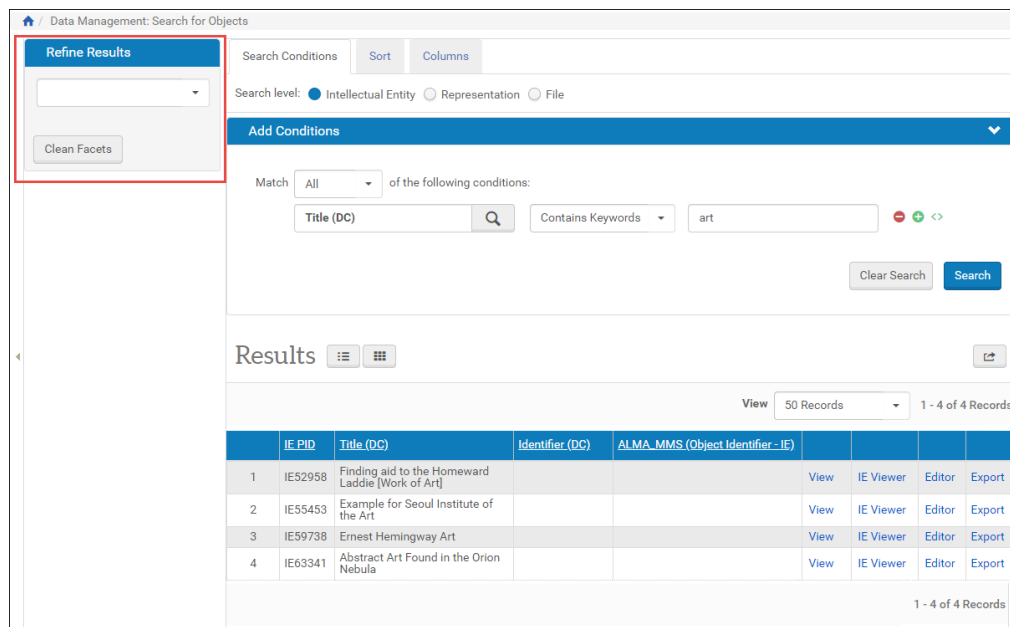 / Data Management: Search for Objects
Refine Results
Clean Facets
Search Conditions Sort Columns
Search level: Intellectual Entity Representation File
Add Conditions
Match All of the following conditions:
Title (DC) Contains Keywords art
Clear Search Search
Results
View 50 Records 1 - 4 of 4 Records
IE PID Title (DC) Identifier (DC) ALMA_MMS (Object Identifier - IE)
1 IE52958 Finding aid to the Homeward
Laddie [Work of Art] View IE Viewer Editor Export
2 IE55453 Example for Seoul Institute of
the Art View IE Viewer Editor Export
3 IE59738 Ernest Hemingway Art View IE Viewer Editor Export
4 IE63341 Abstract Art Found in the Orion
Nebula View IE Viewer Editor Export
1 - 4 of 4 Records